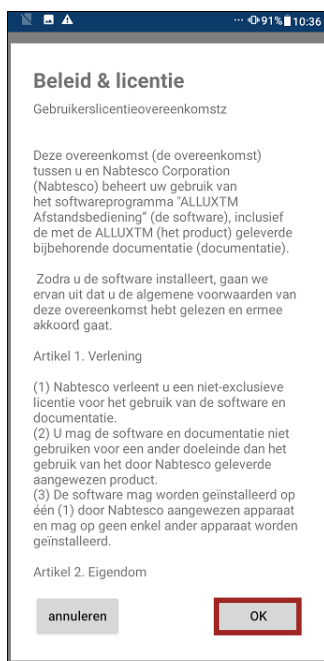 91% 10:36
Beleid & licentie
Gebruikerslicentieovereenkomstz
Deze overeenkomst (de overeenkomst)
tussen u en Nabtesco Corporation
(Nabtesco) beheert uw gebruik van
het softwareprogramma "ALLUXTM
Afstandsbediening" (de software), inclusief
de met de ALLUXTM (het product) geleverde
bijbehorende documentatie (documentatie).
Zodra u de software installeert, gaan we
ervan uit dat u de algemene voorwaarden van
deze overeenkomst hebt gelezen en ermee
akkoord gaat.
Artikel 1. Verlening
(1) Nabtesco verleent u een niet-exclusieve
licentie voor het gebruik van de software en
documentatie.
(2) U mag de software en documentatie niet
gebruiken voor een ander doeleinde dan het
gebruik van het door Nabtesco geleverde
aangewezen product.
(3) De software mag worden geïnstalleerd op
één (1) door Nabtesco aangewezen apparaat
en mag op geen enkel ander apparaat worden
geïnstalleerd.
Artikel 2. Eigendom
annuleren OK